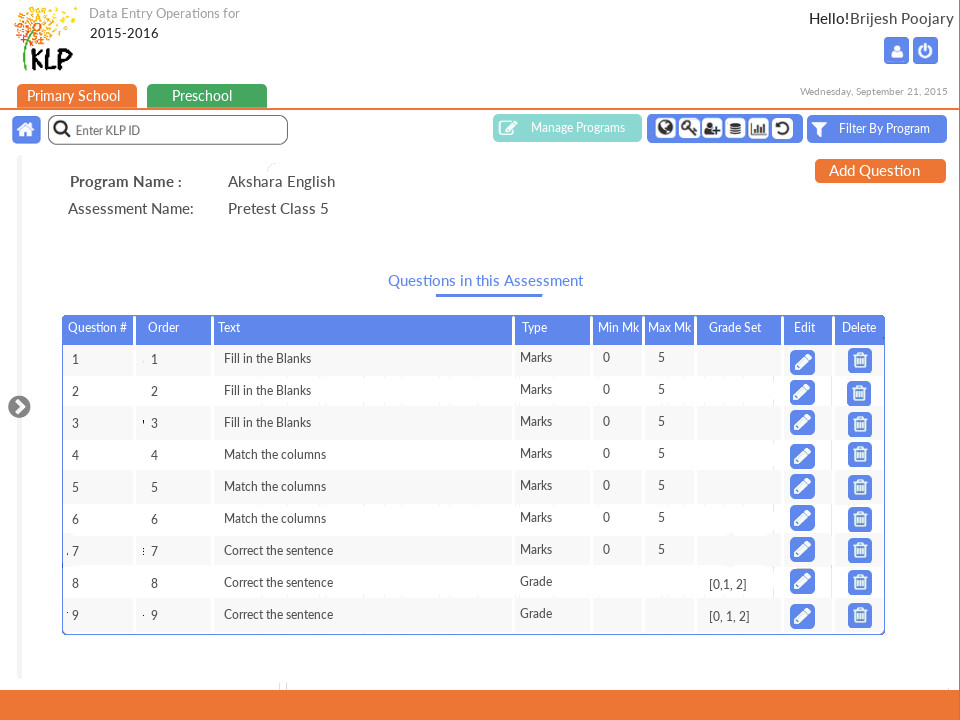 Data Entry Operations for
2015-2016
KLP
Hello!Brijesh Poojary
Primary School
Preschool
Wednesday, September 21, 2015
Enter KLP ID
Manage Programs
Filter By Program
Add Question
Program Name : Akshara English
Assessment Name: Pretest Class 5
Questions in this Assessment
Question # Order Text Type Min Mk Max Mk Grade Set Edit Delete
1 1 Fill in the Blanks Marks 0 5
2 2 Fill in the Blanks Marks 0 5
3 3 Fill in the Blanks Marks 0 5
4 4 Match the columns Marks 0 5
5 5 Match the columns Marks 0 5
6 6 Match the columns Marks 0 5
7 7 Correct the sentence Marks 0 5
8 8 Correct the sentence Grade [0,1, 2]
9 9 Correct the sentence Grade [0, 1, 2]